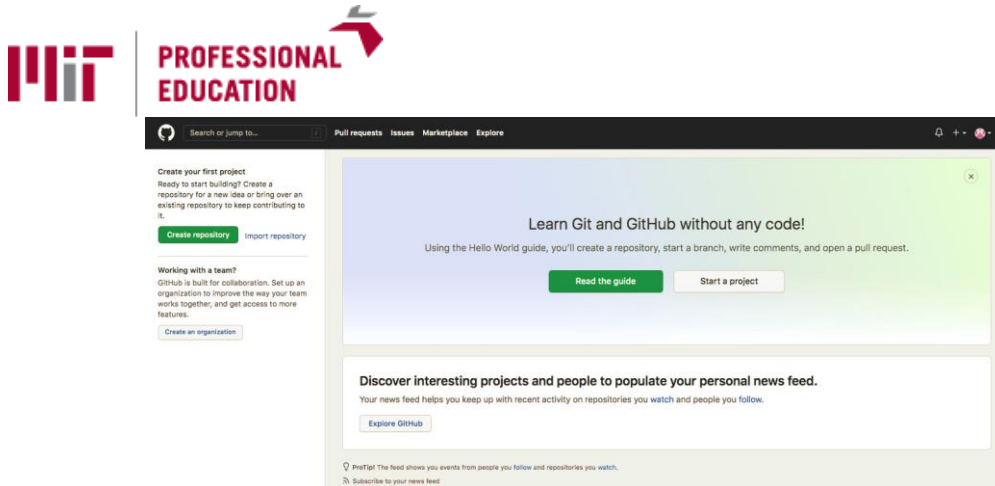 MIT
PROFESSIONAL
EDUCATION
Search or jump to... /
Pull requests Issues Marketplace Explore
Create your first project
Ready to start building? Create a
repository for a new idea or bring over an
existing repository to keep contributing to
it.
Create repository Import repository
Working with a team?
GitHub is built for collaboration. Set up an
organization to improve the way your team
works together, and get access to more
features.
Create an organization
Learn Git and GitHub without any code!
Using the Hello World guide, you'll create a repository, start a branch, write comments, and open a pull request.
Read the guide Start a project
Discover interesting projects and people to populate your personal news feed.
Your news feed helps you keep up with recent activity on repositories you watch and people you follow.
Explore GitHub
ProTip! The feed shows you events from people you follow and repositories you watch.
Subscribe to your news feed